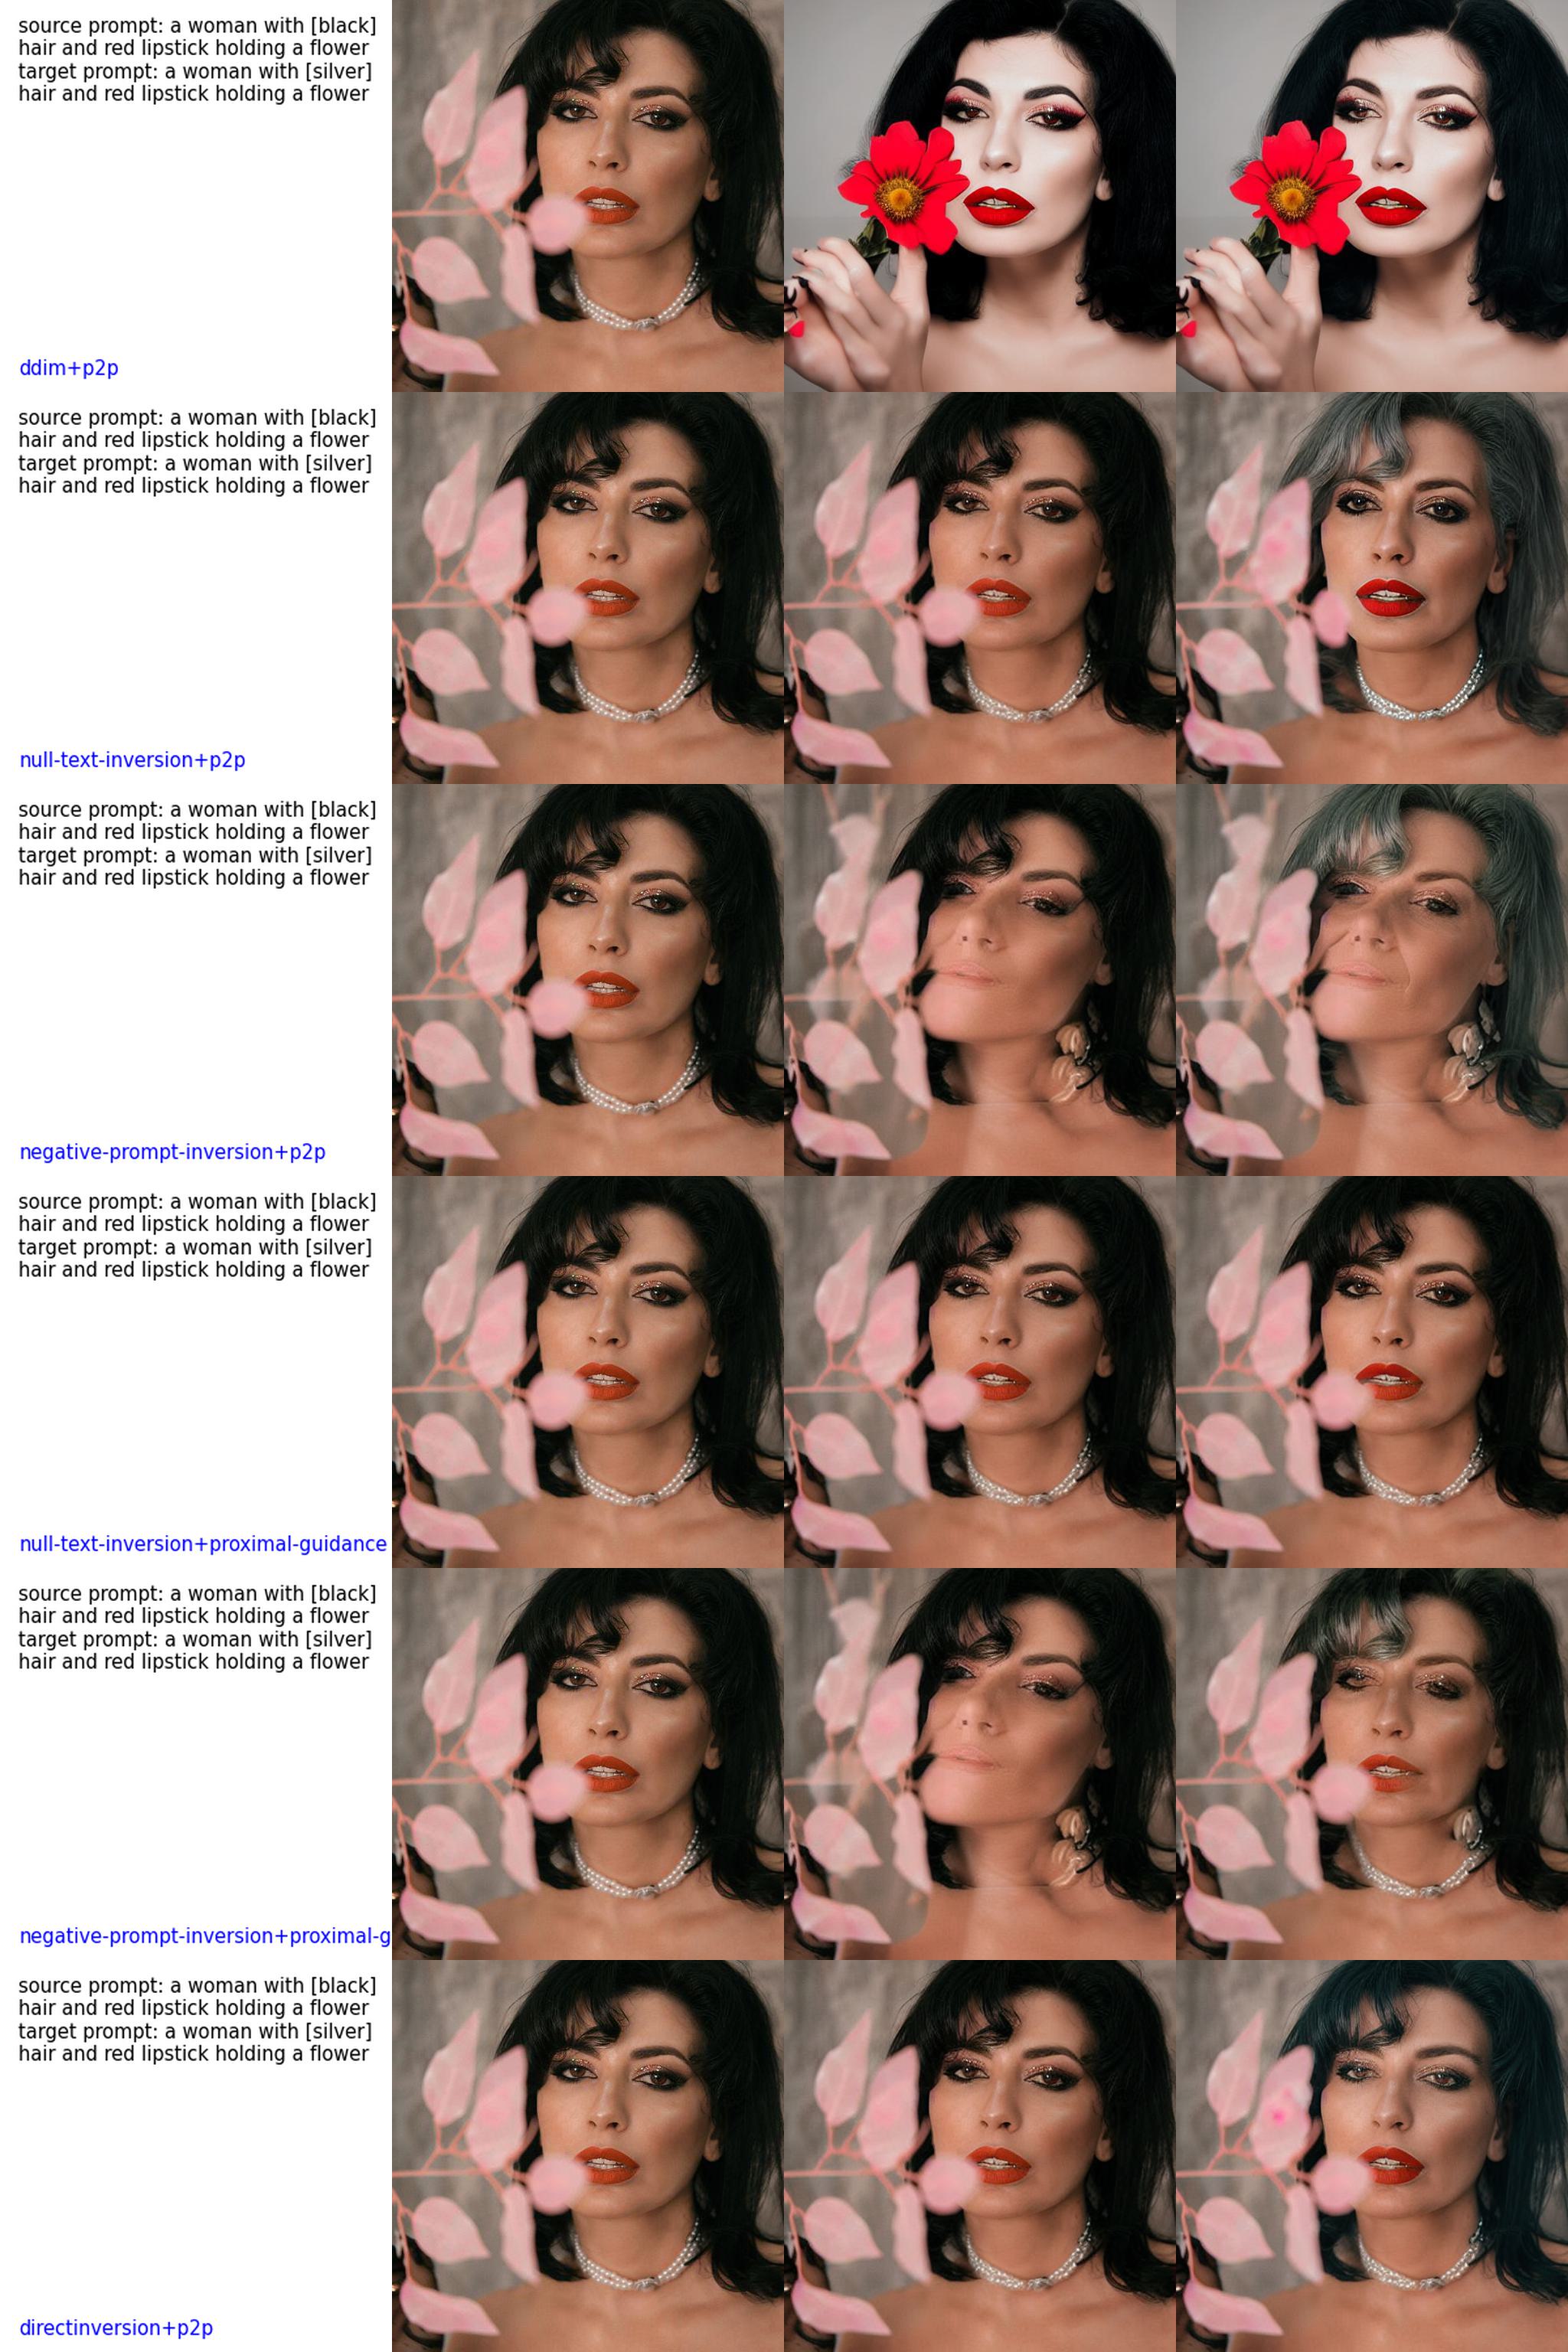 source prompt: a woman with [black]
hair and red lipstick holding a flower
target prompt: a woman with [silver]
hair and red lipstick holding a flower
ddim+p2p
source prompt: a woman with [black]
hair and red lipstick holding a flower
target prompt: a woman with [silver]
hair and red lipstick holding a flower
null-text-inversion+p2p
source prompt: a woman with [black]
hair and red lipstick holding a flower
target prompt: a woman with [silver]
hair and red lipstick holding a flower
negative-prompt-inversion+p2p
source prompt: a woman with [black]
hair and red lipstick holding a flower
target prompt: a woman with [silver]
hair and red lipstick holding a flower
null-text-inversion+proximal-guidance
source prompt: a woman with [black]
hair and red lipstick holding a flower
target prompt: a woman with [silver]
hair and red lipstick holding a flower
negative-prompt-inversion+proximal-g
source prompt: a woman with [black]
hair and red lipstick holding a flower
target prompt: a woman with [silver]
hair and red lipstick holding a flower
directinversion+p2p